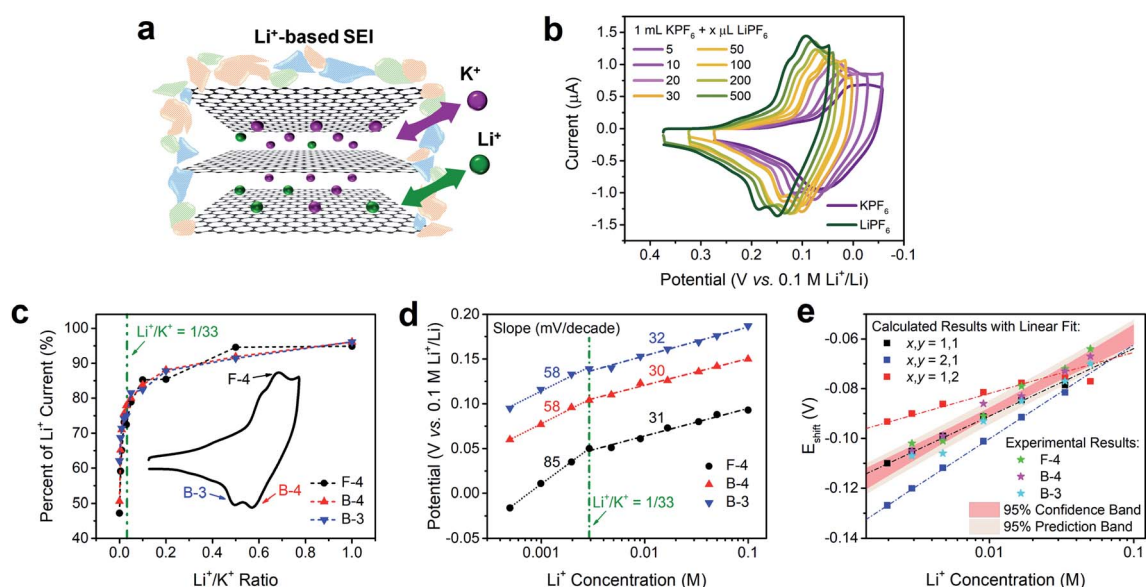 a
Li⁺-based SEI
K⁺
Li⁺
b
1 mL KPF₆ + x μL LiPF₆
5 50
10 100
20 200
30 500
KPF₆
LiPF₆
Current (μA)
1.5
1.0
0.5
0.0
-0.5
-1.0
-1.5
0.4 0.3 0.2 0.1 0.0 -0.1
Potential (V vs. 0.1 M Li⁺/Li)
c
Li⁺/K⁺ = 1/33
Percent of Li⁺ Current (%)
100
90
80
70
60
50
40
F-4
B-3
B-4
F-4
B-4
B-3
0.0 0.2 0.4 0.6 0.8 1.0
Li⁺/K⁺ Ratio
d
Slope (mV/decade)
Potential (V vs. 0.1 M Li⁺/Li)
0.20
0.15
0.10
0.05
0.00
-0.05
58
32
58
30
85
31
Li⁺/K⁺ = 1/33
F-4
B-4
B-3
0.001 0.01 0.1
Li⁺ Concentration (M)
e
Calculated Results with Linear Fit:
x,y = 1,1
x,y = 2,1
x,y = 1,2
E_shift (V)
-0.06
-0.08
-0.10
-0.12
-0.14
Experimental Results:
F-4
B-4
B-3
95% Confidence Band
95% Prediction Band
0.01 0.1
Li⁺ Concentration (M)